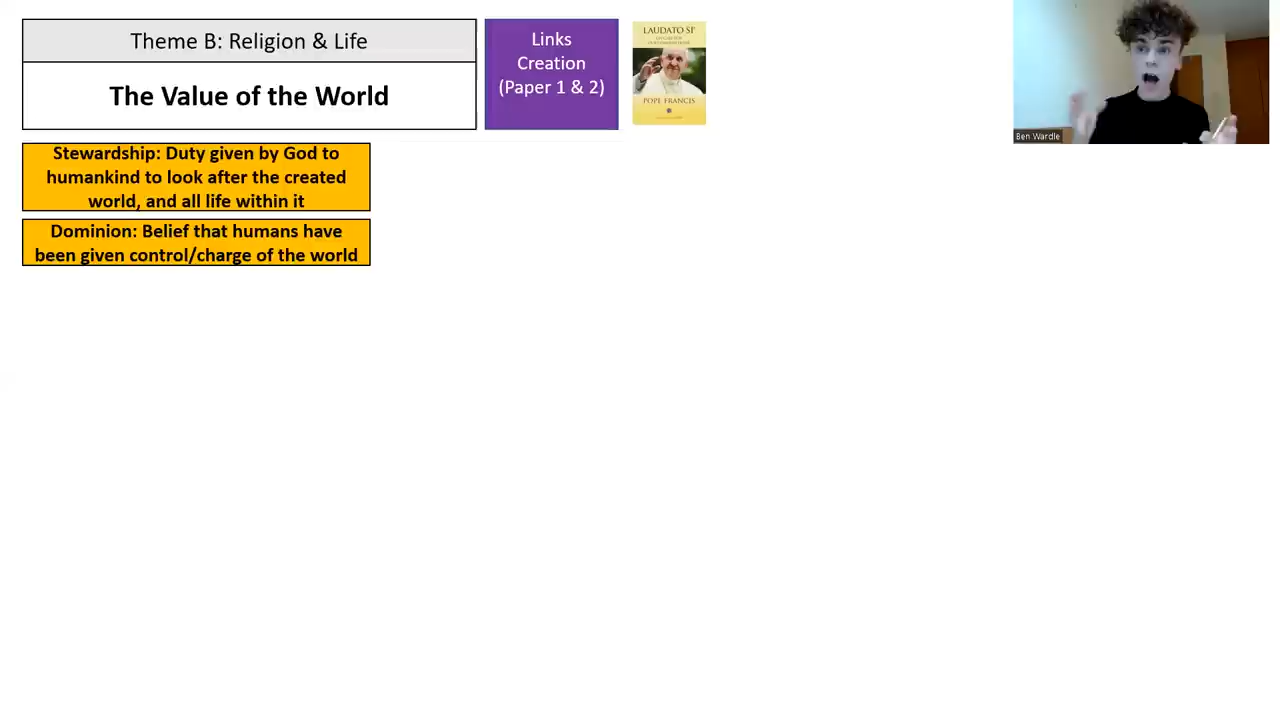 Theme B: Religion & Life
The Value of the World
Links
Creation
(Paper 1 & 2)
LAUDATO SI'
POPE FRANCIS
Ben Wardle
Stewardship: Duty given by God to
humankind to look after the created
world, and all life within it
Dominion: Belief that humans have
been given control/charge of the world